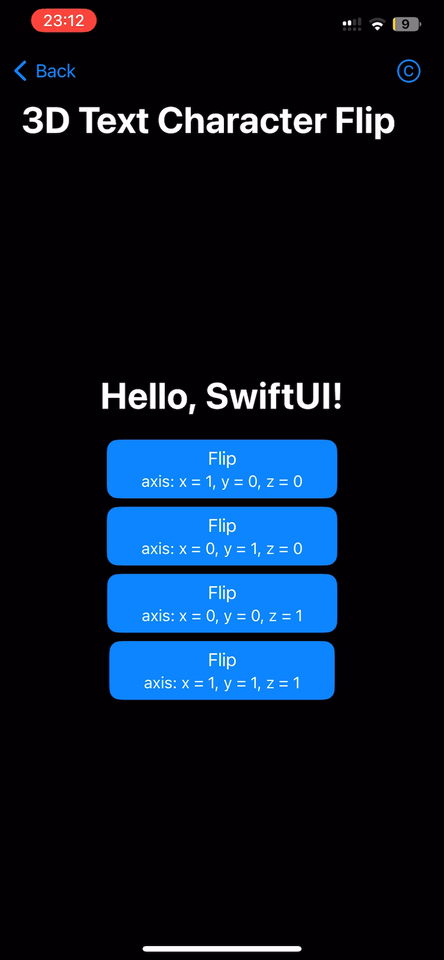 23:12
9
Back
C
3D Text Character Flip
Hello, SwiftUI!
Flip
axis: x = 1, y = 0, z = 0
Flip
axis: x = 0, y = 1, z = 0
Flip
axis: x = 0, y = 0, z = 1
Flip
axis: x = 1, y = 1, z = 1